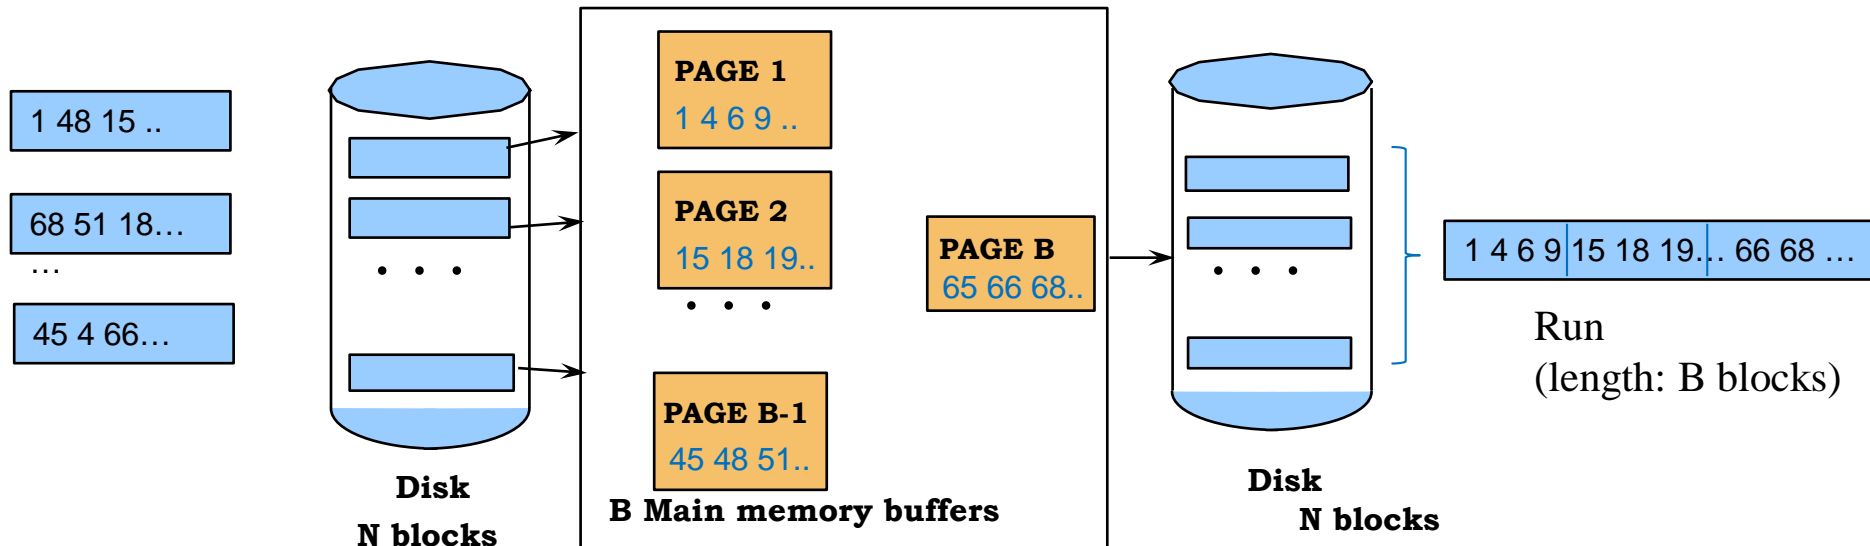 1 48 15 ..
68 51 18...
...
45 4 66...
Disk
N blocks
PAGE 1
1 4 6 9 ..
PAGE 2
15 18 19..
PAGE B-1
45 48 51..
B Main memory buffers
PAGE B
65 66 68..
Disk
N blocks
1 4 6 9 15 18 19... 66 68 ...
Run
(length: B blocks)